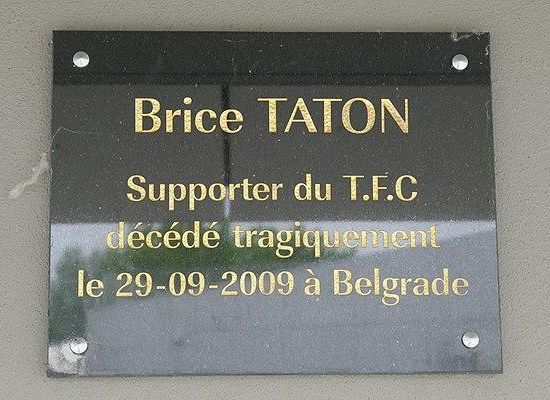 Brice TATON
Supporter du T.F.C
décédé tragiquement
le 29-09-2009 à Belgrade